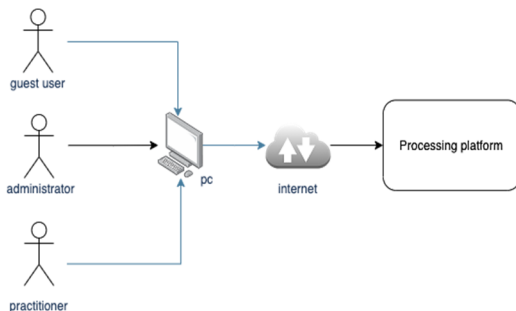 guest user
administrator
practitioner
pc
internet
Processing platform